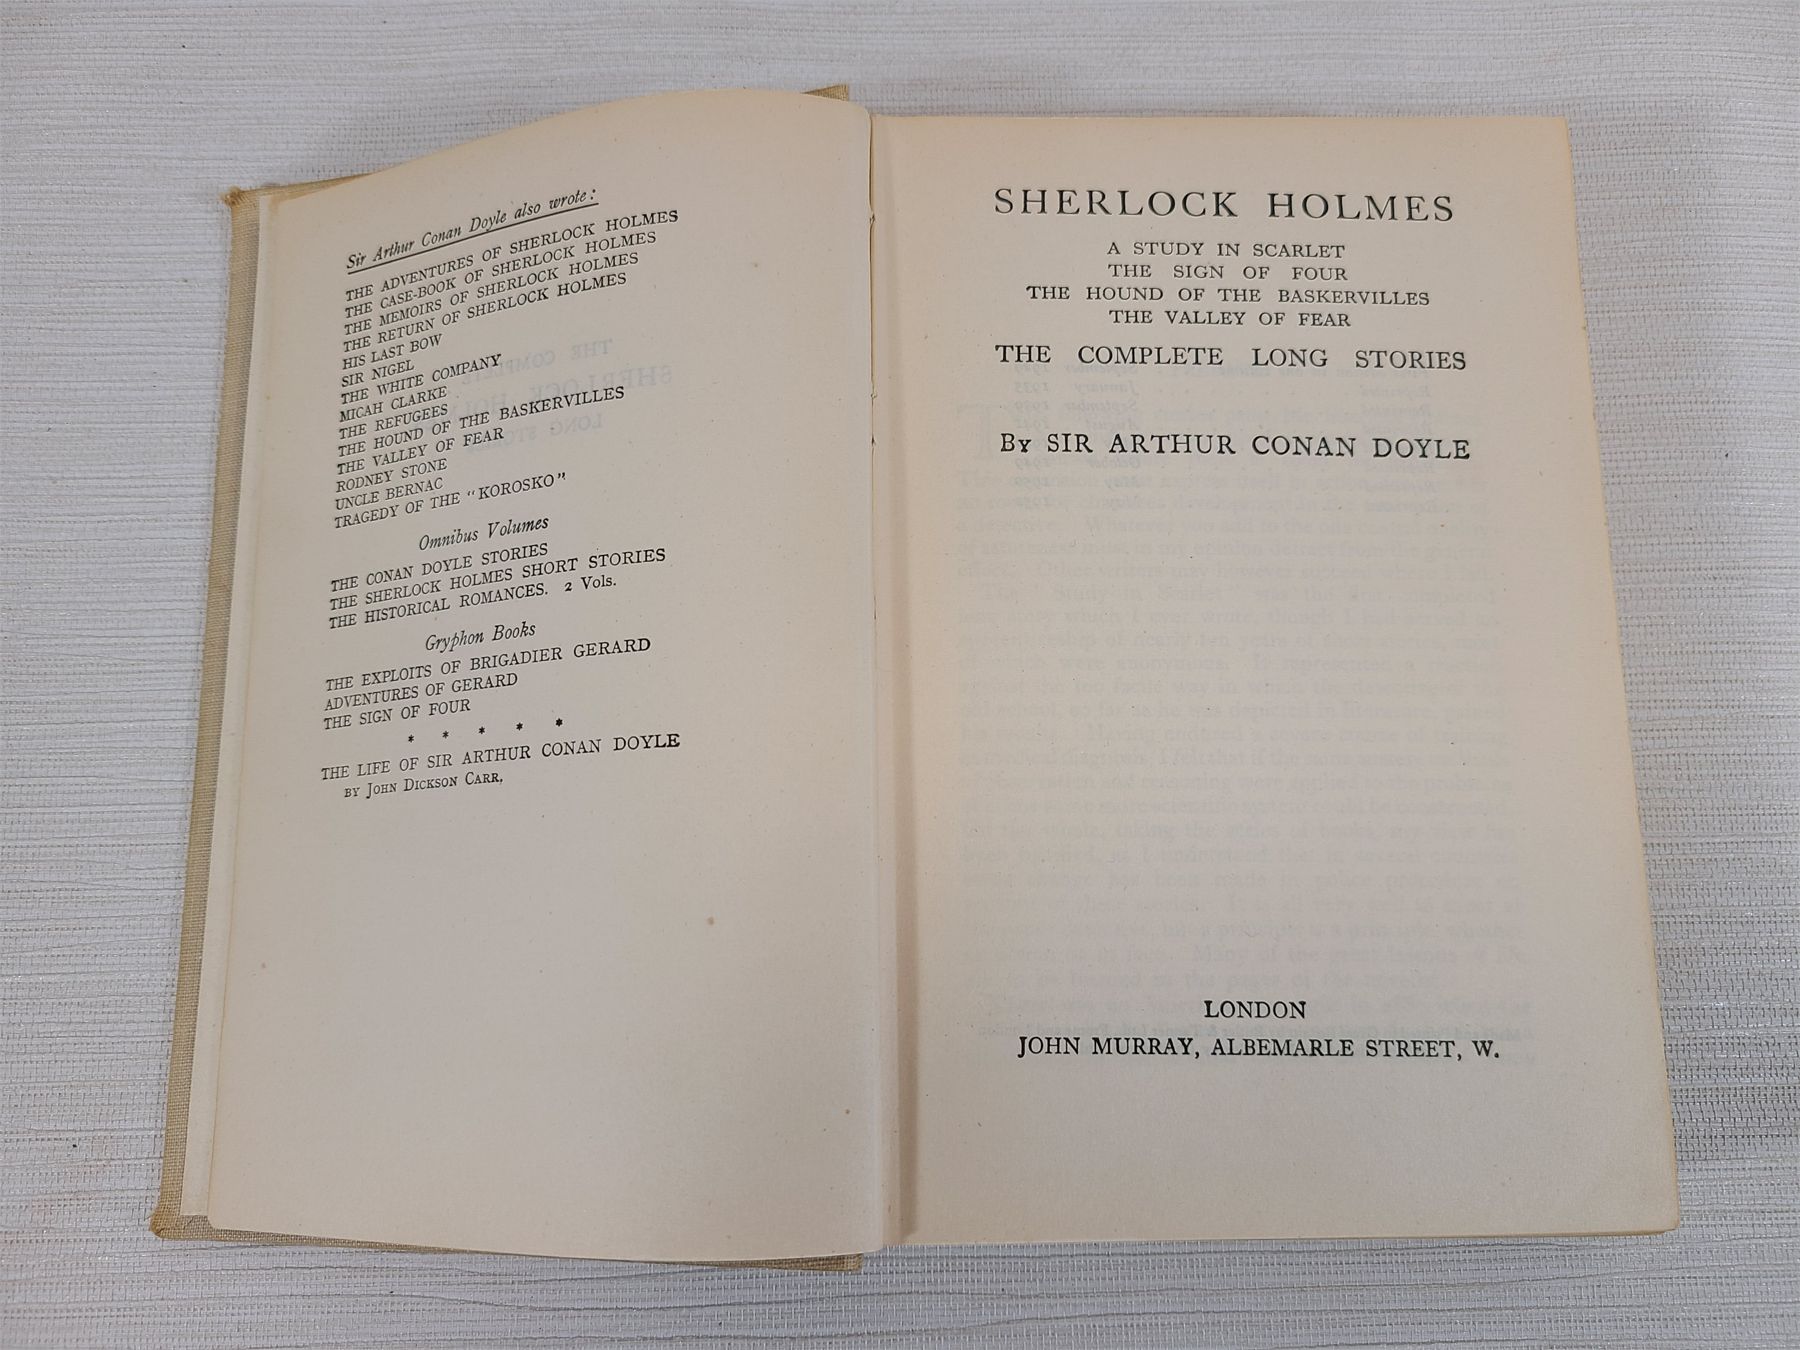 Sir Arthur Conan Doyle also wrote:
THE ADVENTURES OF SHERLOCK HOLMES
THE CASE-BOOK OF SHERLOCK HOLMES
THE MEMOIRS OF SHERLOCK HOLMES
THE RETURN OF SHERLOCK HOLMES
HIS LAST BOW
SIR NIGEL
THE WHITE COMPANY
MICAH CLARKE
THE REFUGEES
THE HOUND OF THE BASKERVILLES
THE VALLEY OF FEAR
RODNEY STONE
UNCLE BERNAC
TRAGEDY OF THE "KOROSKO"
Omnibus Volumes
THE CONAN DOYLE STORIES
THE SHERLOCK HOLMES SHORT STORIES
THE HISTORICAL ROMANCES. 2 Vols.
Gryphon Books
THE EXPLOITS OF BRIGADIER GERARD
ADVENTURES OF GERARD
THE SIGN OF FOUR
* * * * *
THE LIFE OF SIR ARTHUR CONAN DOYLE
BY JOHN DICKSON CARR,
SHERLOCK HOLMES
A STUDY IN SCARLET
THE SIGN OF FOUR
THE HOUND OF THE BASKERVILLES
THE VALLEY OF FEAR
THE COMPLETE LONG STORIES
By SIR ARTHUR CONAN DOYLE
LONDON
JOHN MURRAY, ALBEMARLE STREET, W.